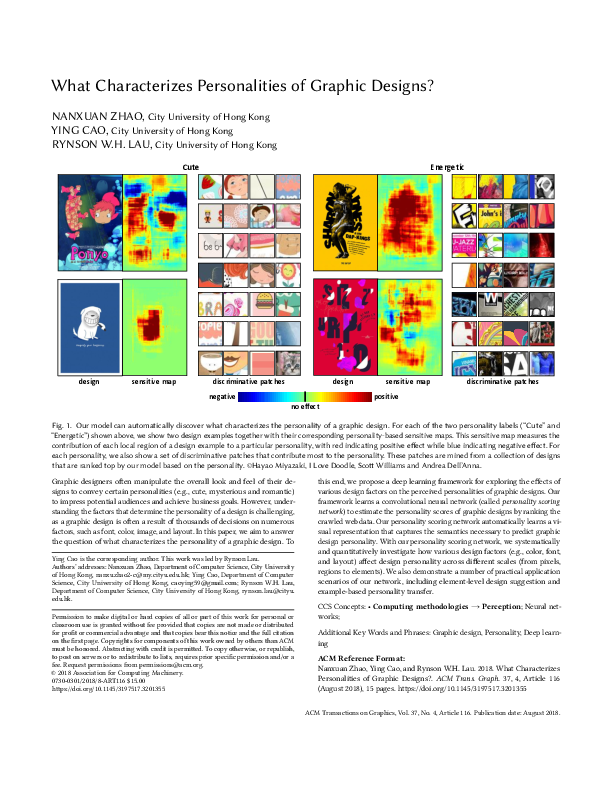 What Characterizes Personalities of Graphic Designs?
NANXUAN ZHAO, City University of Hong Kong
YING CAO, City University of Hong Kong
RYNSON W.H. LAU, City University of Hong Kong
Cute
Energetic
Ponyo
design
sensitive map
discriminative patches
design
sensitive map
discriminative patches
negative
positive
no effect
Fig. 1. Our model can automatically discover what characterizes the personality of a graphic design. For each of the two personality labels ("Cute" and
"Energetic") shown above, we show two design examples together with their corresponding personality-based sensitive maps. This sensitive map measures the
contribution of each local region of a design example to a particular personality, with red indicating positive effect while blue indicating negative effect. For
each personality, we also show a set of discriminative patches that contribute most to the personality. These patches are mined from a collection of designs
that are ranked top by our model based on the personality. ©Hayao Miyazaki, I Love Doodle, Scott Williams and Andrea Dell'Anna.
Graphic designers often manipulate the overall look and feel of their de-
signs to convey certain personalities (e.g., cute, mysterious and romantic)
to impress potential audiences and achieve business goals. However, under-
standing the factors that determine the personality of a design is challenging,
as a graphic design is often a result of thousands of decisions on numerous
factors, such as font, color, image, and layout. In this paper, we aim to answer
the question of what characterizes the personality of a graphic design. To
Ying Cao is the corresponding author. This work was led by Rynson Lau.
Authors' addresses: Nanxuan Zhao, Department of Computer Science, City University
of Hong Kong, nanxuzhao2-c@my.cityu.edu.hk; Ying Cao, Department of Computer
Science, City University of Hong Kong, caoying59@gmail.com; Rynson W.H. Lau,
Department of Computer Science, City University of Hong Kong, rynson.lau@cityu.
edu.hk.
Permission to make digital or hard copies of all or part of this work for personal or
classroom use is granted without fee provided that copies are not made or distributed
for profit or commercial advantage and that copies bear this notice and the full citation
on the first page. Copyrights for components of this work owned by others than ACM
must be honored. Abstracting with credit is permitted. To copy otherwise, or republish,
to post on servers or to redistribute to lists, requires prior specific permission and/or a
fee. Request permissions from permissions@acm.org.
© 2018 Association for Computing Machinery.
0730-0301/2018/8-ART116 $15.00
https://doi.org/10.1145/3197517.3201355
this end, we propose a deep learning framework for exploring the effects of
various design factors on the perceived personalities of graphic designs. Our
framework learns a convolutional neural network (called personality scoring
network) to estimate the personality scores of graphic designs by ranking the
crawled web data. Our personality scoring network automatically learns a vi-
sual representation that captures the semantics necessary to predict graphic
design personality. With our personality scoring network, we systematically
and quantitatively investigate how various design factors (e.g., color, font,
and layout) affect design personality across different scales (from pixels,
regions to elements). We also demonstrate a number of practical application
scenarios of our network, including element-level design suggestion and
example-based personality transfer.
CCS Concepts: • Computing methodologies → Perception; Neural net-
works;
Additional Key Words and Phrases: Graphic design, Personality, Deep learn-
ing
ACM Reference Format:
Nanxuan Zhao, Ying Cao, and Rynson W.H. Lau. 2018. What Characterizes
Personalities of Graphic Designs?. ACM Trans. Graph. 37, 4, Article 116
(August 2018), 15 pages. https://doi.org/10.1145/3197517.3201355
ACM Transactions on Graphics, Vol. 37, No. 4, Article 116. Publication date: August 2018.